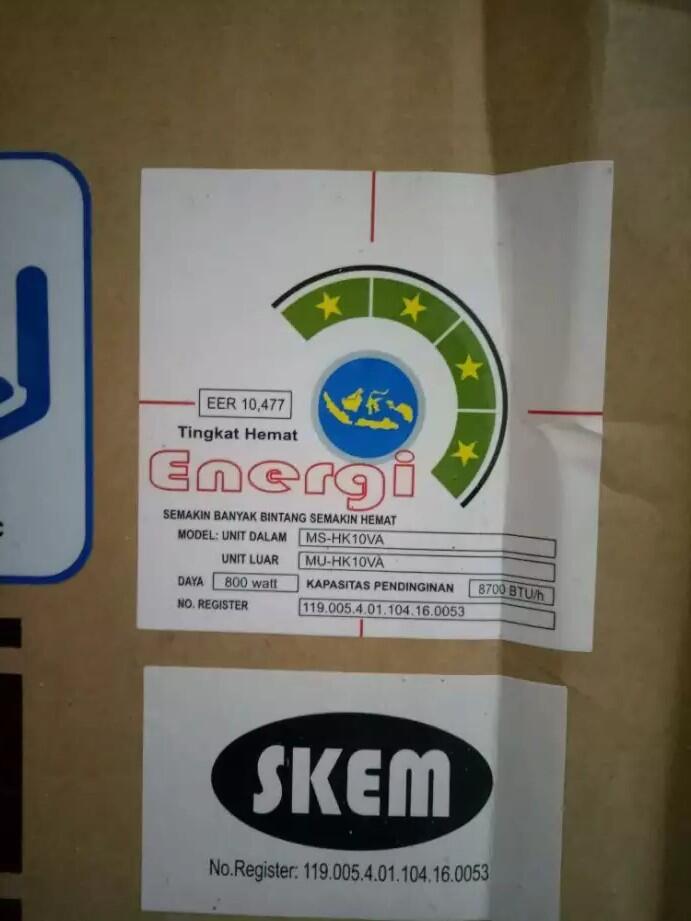 EER 10,477
Tingkat Hemat
Energi
SEMAKIN BANYAK BINTANG SEMAKIN HEMAT
MODEL: UNIT DALAM MS-HK10VA
UNIT LUAR MU-HK10VA
DAYA 800 watt KAPASITAS PENDINGINAN 8700 BTU/h
NO. REGISTER 119.005.4.01.104.16.0053
SKEM
No.Register: 119.005.4.01.104.16.0053